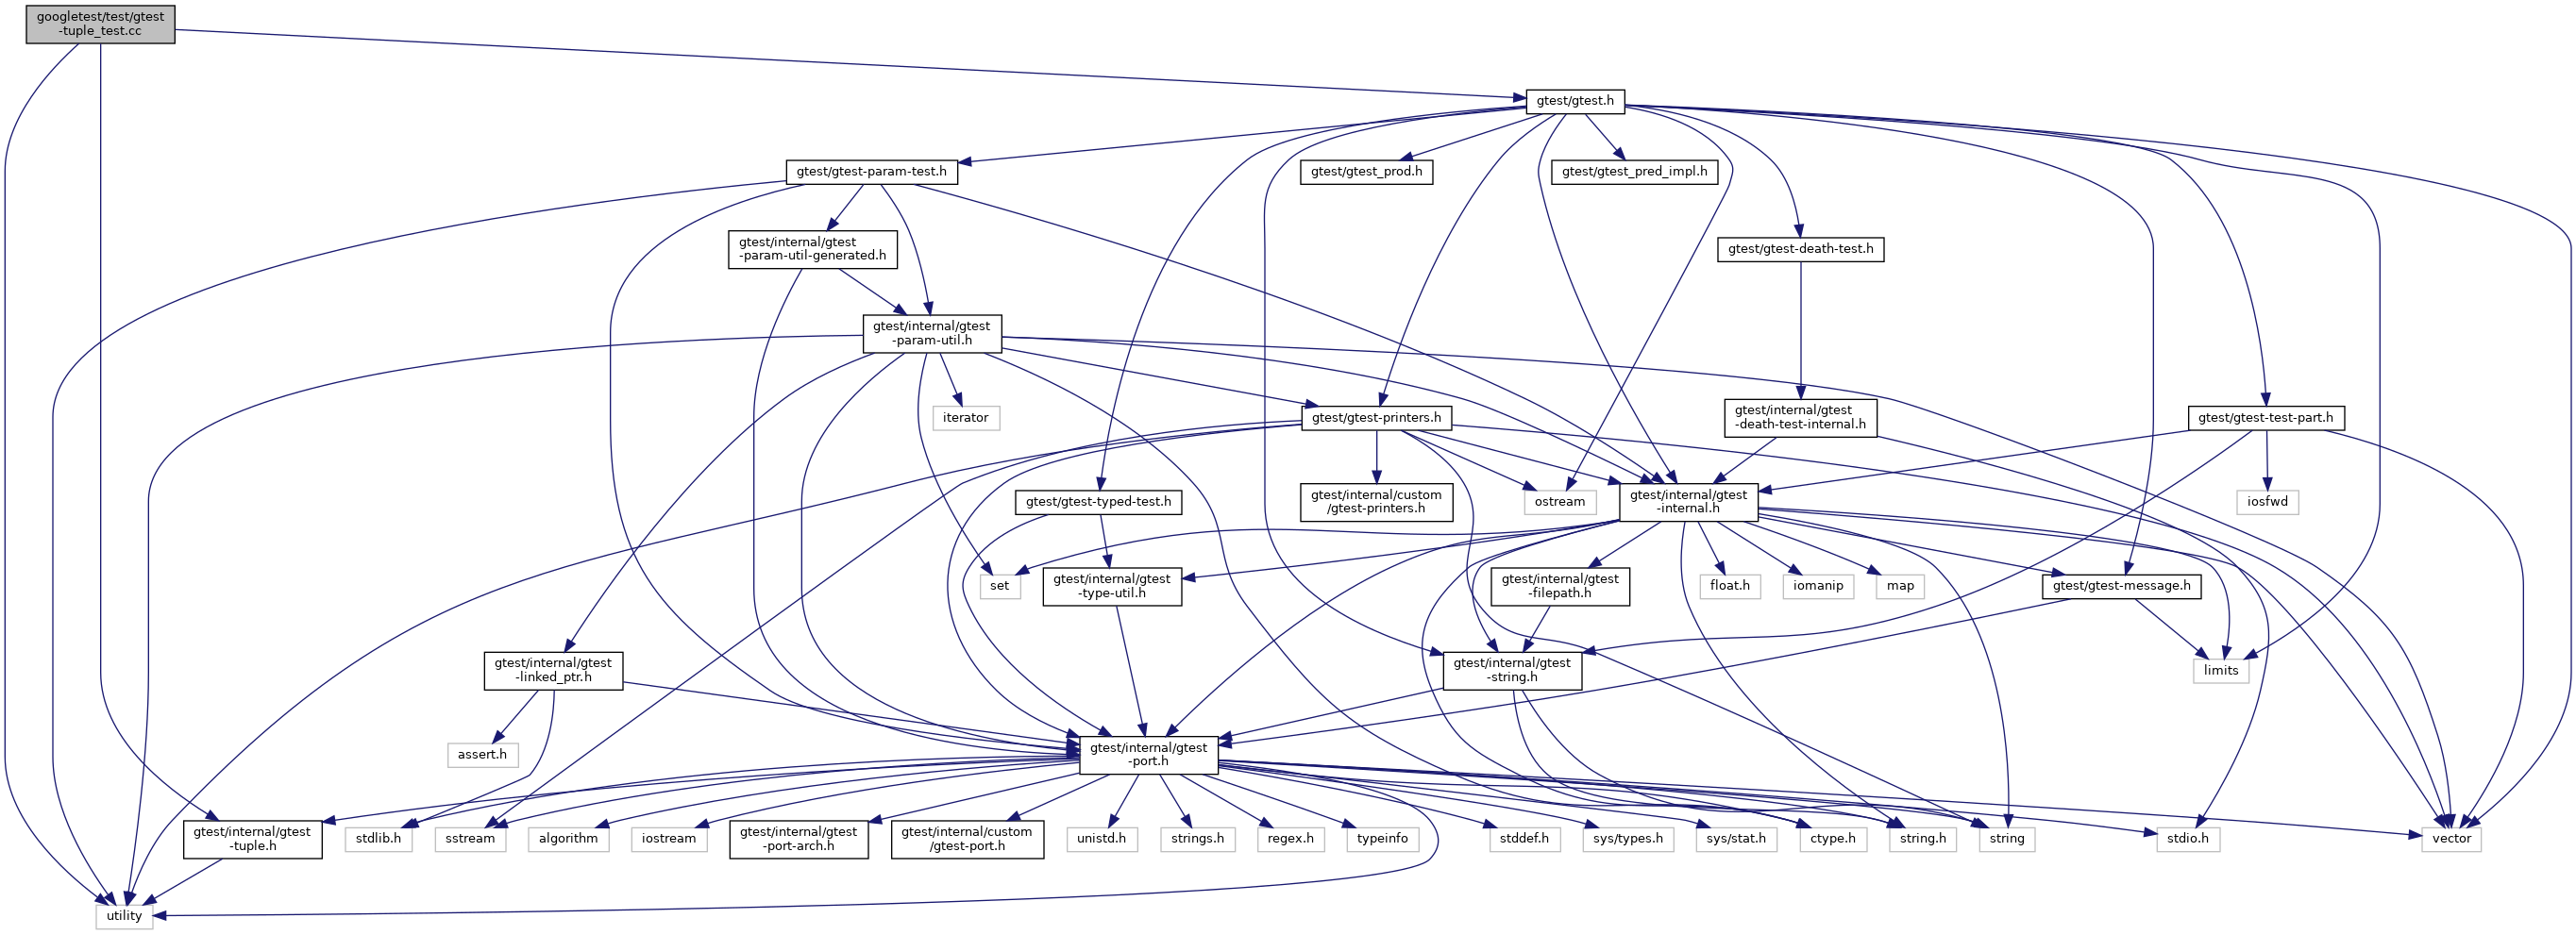 googletest/test/gtest
-tuple_test.cc
gtest/gtest.h
gtest/gtest-param-test.h
gtest/gtest_prod.h
gtest/gtest_pred_impl.h
gtest/internal/gtest
-param-util-generated.h
gtest/gtest-death-test.h
gtest/internal/gtest
-param-util.h
iterator
gtest/gtest-printers.h
gtest/internal/gtest
-death-test-internal.h
gtest/gtest-test-part.h
gtest/gtest-typed-test.h
gtest/internal/custom
/gtest-printers.h
ostream
gtest/internal/gtest
-internal.h
iosfwd
set
gtest/internal/gtest
-type-util.h
gtest/internal/gtest
-filepath.h
float.h
iomanip
map
gtest/gtest-message.h
gtest/internal/gtest
-linked_ptr.h
gtest/internal/gtest
-string.h
limits
assert.h
gtest/internal/gtest
-port.h
gtest/internal/gtest
-tuple.h
stdlib.h
sstream
algorithm
iostream
gtest/internal/gtest
-port-arch.h
gtest/internal/custom
/gtest-port.h
unistd.h
strings.h
regex.h
typeinfo
stddef.h
sys/types.h
sys/stat.h
ctype.h
string.h
string
stdio.h
vector
utility